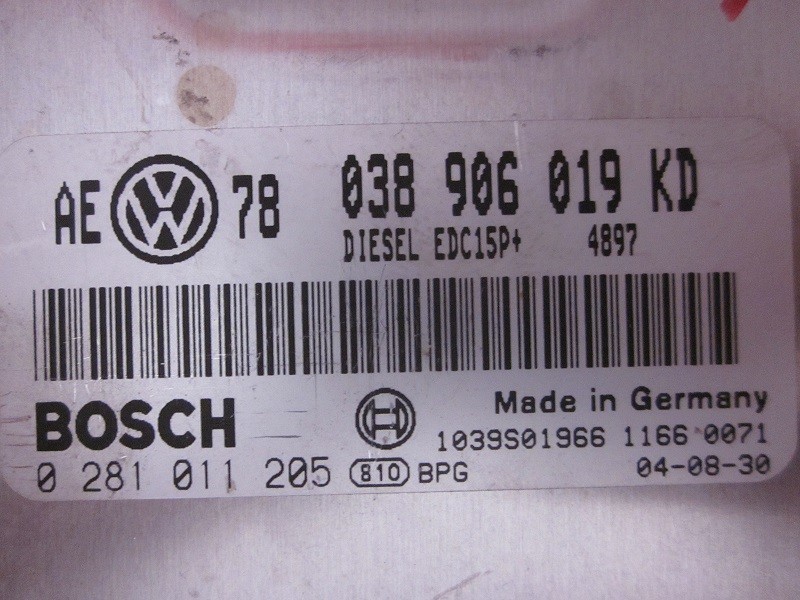 AE VW 78 038 906 019 KD
DIESEL EDC15P+ 4897
BOSCH Made in Germany
1039S01966 1166 0071
0 281 011 205 810 BPG 04-08-30